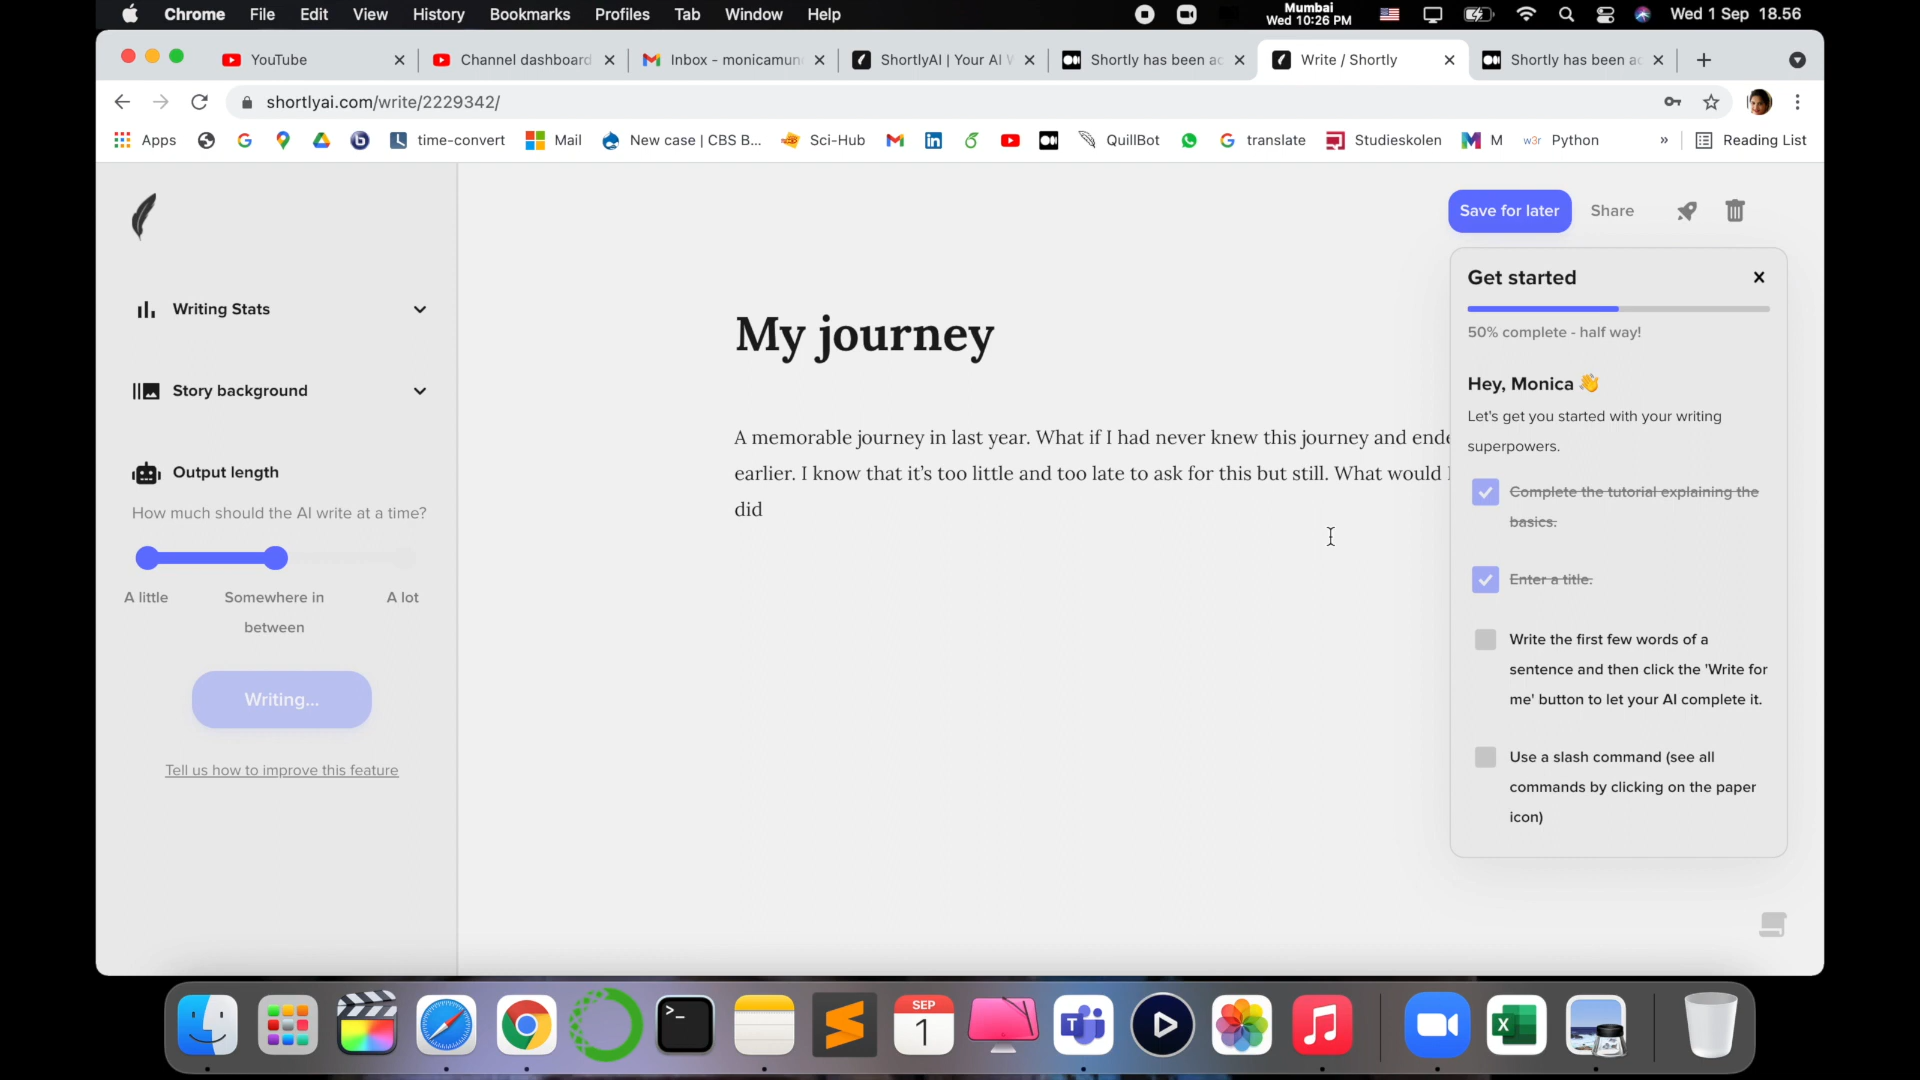 Chrome File Edit View History Bookmarks Profiles Tab Window Help
Mumbai
Wed 10:26 PM
Wed 1 Sep 18.56
YouTube
Channel dashboard
Inbox - monicamun
ShortlyAI | Your AI
Shortly has been ac
Write / Shortly
Shortly has been ac
shortlyai.com/write/2229342/
Apps
time-convert
Mail
New case | CBS B...
Sci-Hub
QuillBot
translate
Studieskolen
M
w3r Python
»
Reading List
Save for later
Share
Writing Stats
Story background
Output length
How much should the AI write at a time?
A little
Somewhere in
between
A lot
Writing...
Tell us how to improve this feature
My journey
A memorable journey in last year. What if I had never knew this journey and ende
earlier. I know that it's too little and too late to ask for this but still. What would
did
Get started
50% complete - half way!
Hey, Monica 👋
Let's get you started with your writing
superpowers.
Complete the tutorial explaining the
basics.
Enter a title.
Write the first few words of a
sentence and then click the 'Write for
me' button to let your AI complete it.
Use a slash command (see all
commands by clicking on the paper
icon)
SEP
1